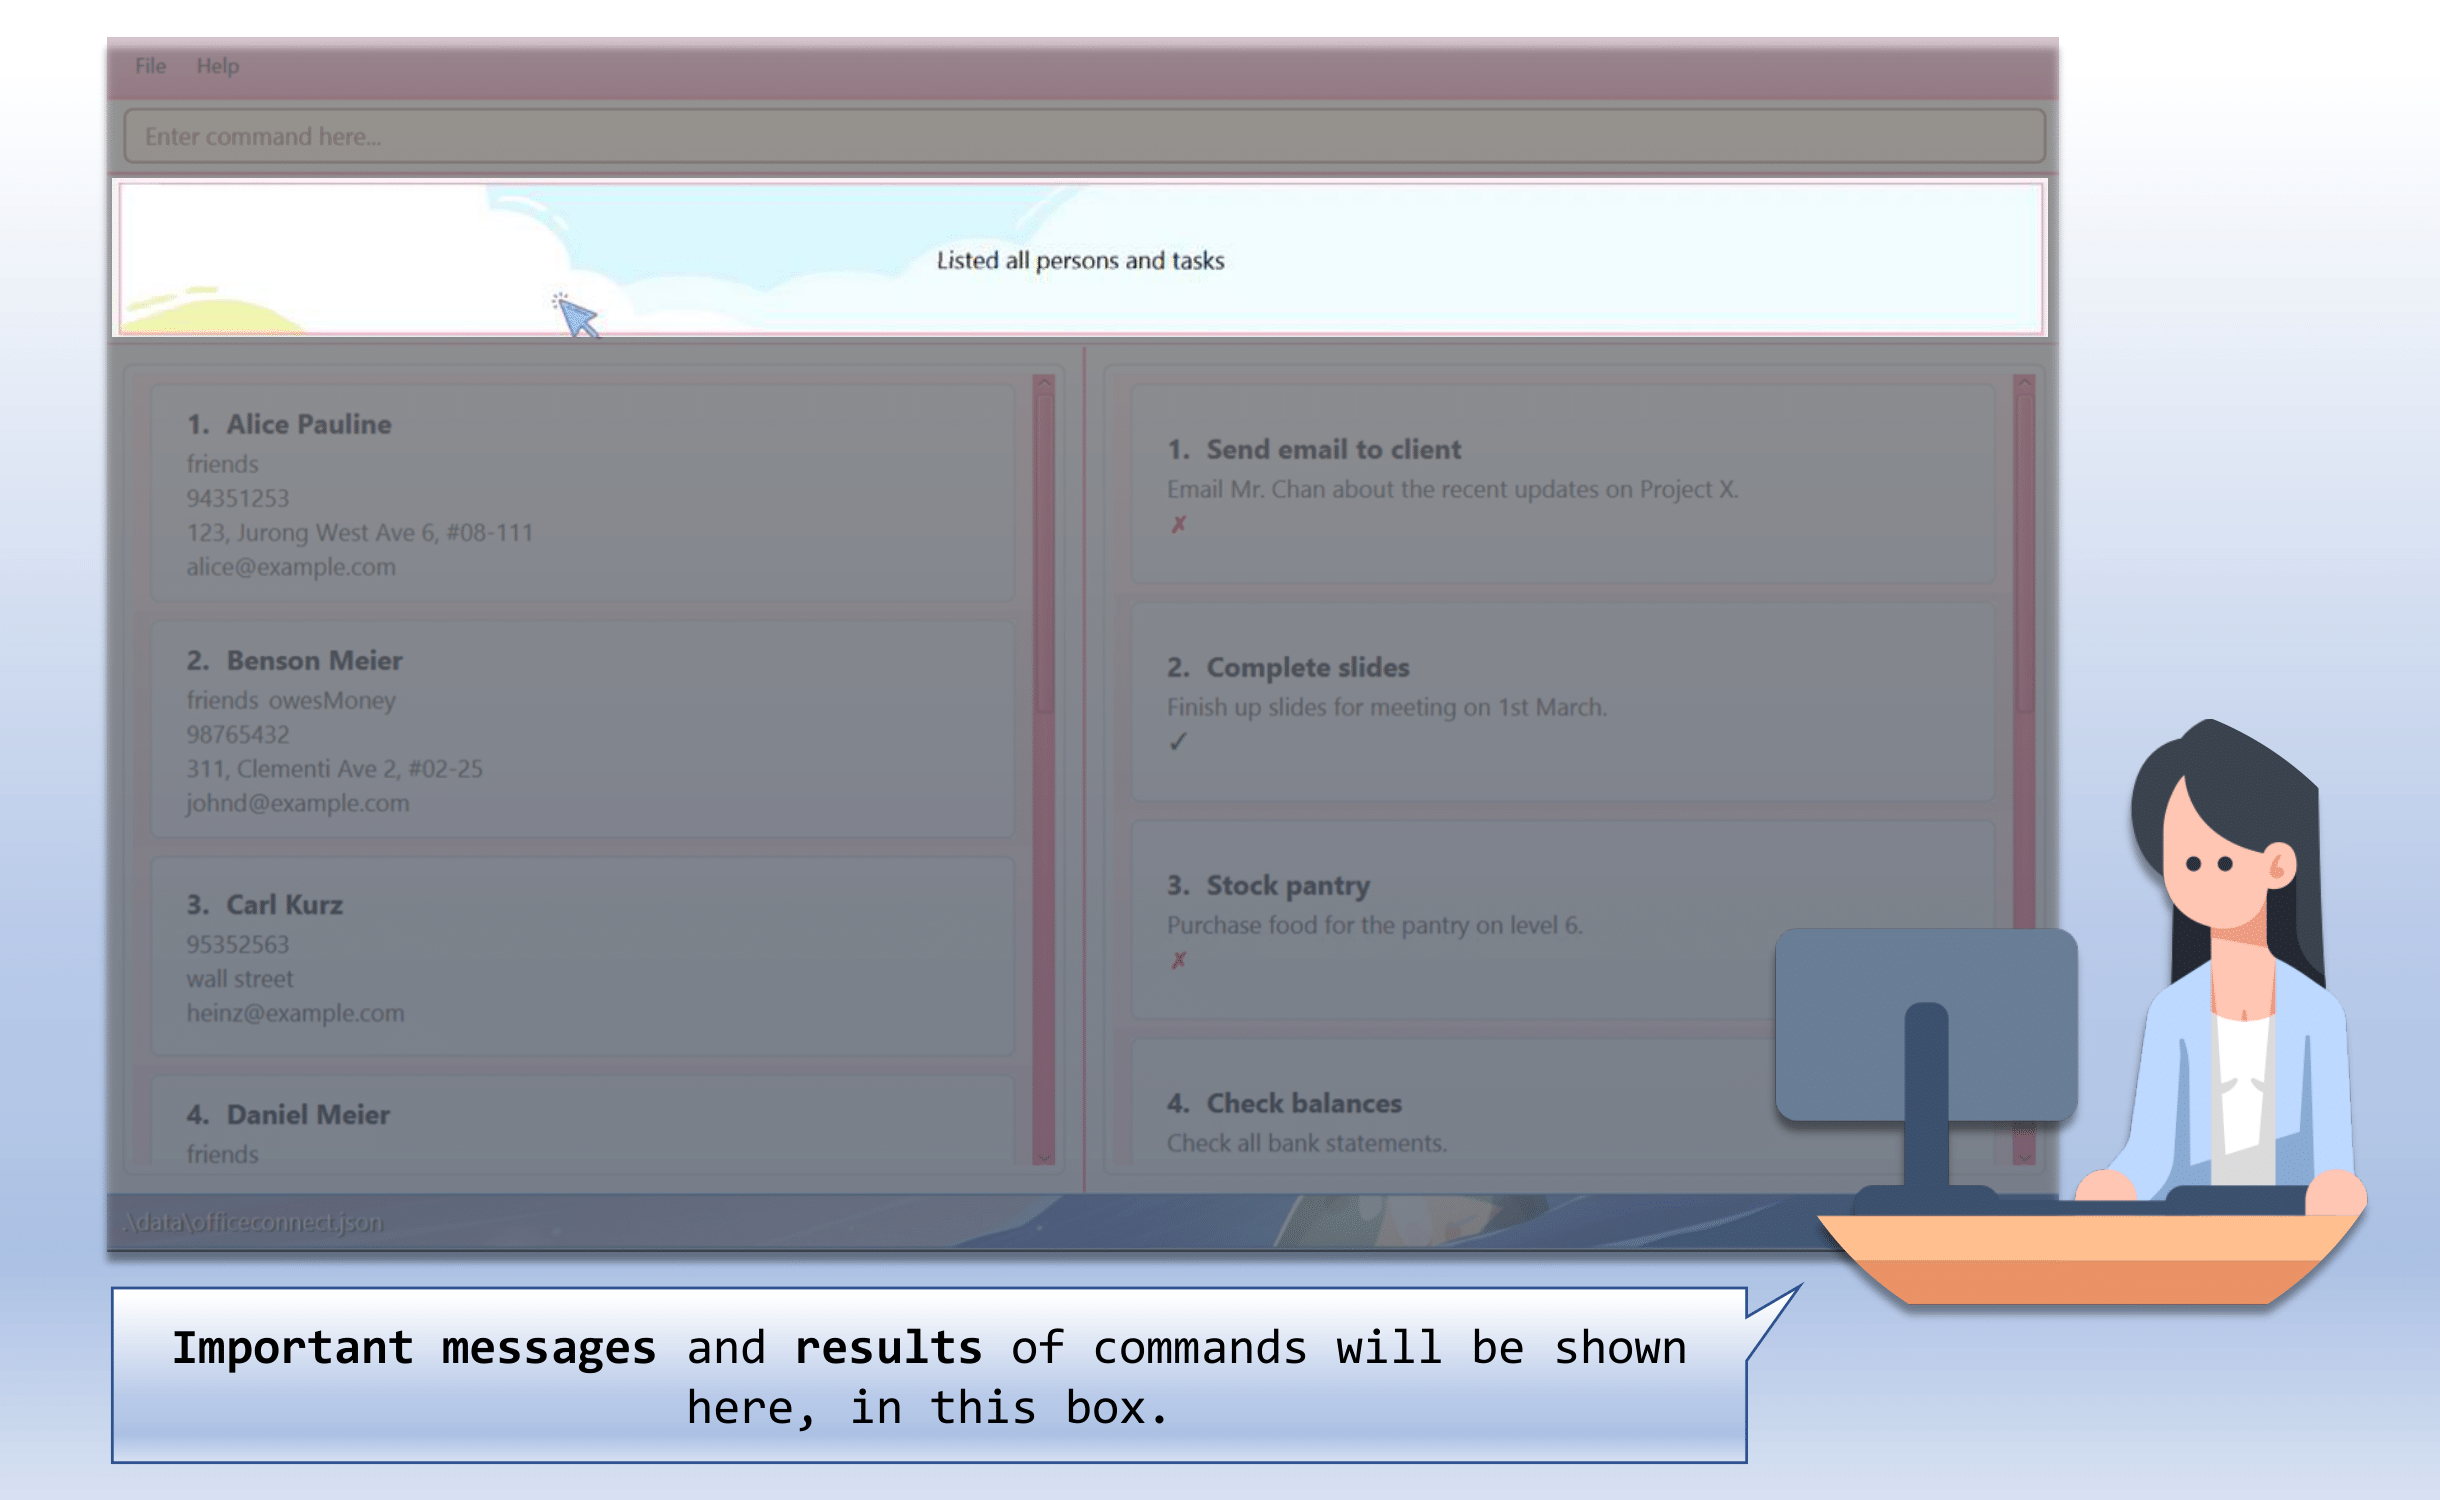 File Help
Enter command here...
Listed all persons and tasks
1. Alice Pauline
friends
94351253
123, Jurong West Ave 6, #08-111
alice@example.com
2. Benson Meier
friends owesMoney
98765432
311, Clementi Ave 2, #02-25
johnd@example.com
3. Carl Kurz
95352563
wall street
heinz@example.com
4. Daniel Meier
friends
1. Send email to client
Email Mr. Chan about the recent updates on Project X.
✗
2. Complete slides
Finish up slides for meeting on 1st March.
✓
3. Stock pantry
Purchase food for the pantry on level 6.
✗
4. Check balances
Check all bank statements.
.\data\officeconnect.json
Important messages and results of commands will be shown
here, in this box.